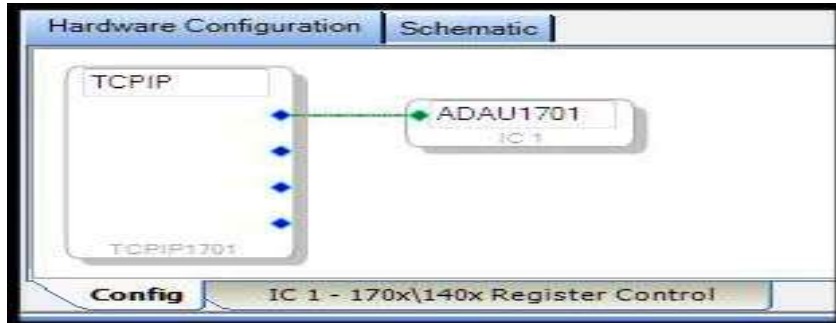 Hardware Configuration Schematic
TCPIP
ADAU1701
IC 1
TCPIP1701
Config IC 1 - 170x\140x Register Control